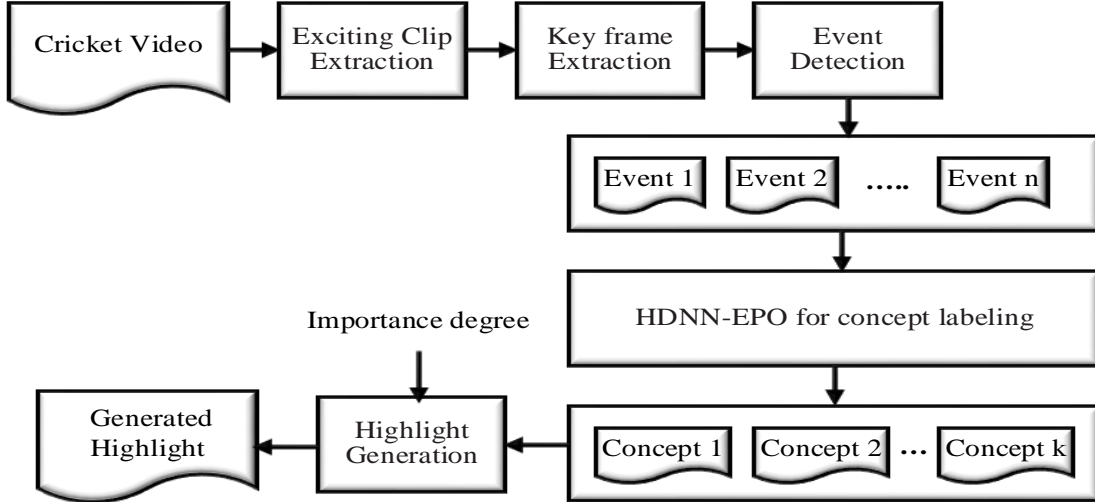 Cricket Video
Exciting Clip
Extraction
Key frame
Extraction
Event
Detection
Event 1
Event 2
.....
Event n
HDNN-EPO for concept labeling
Importance degree
Generated
Highlight
Highlight
Generation
Concept 1
Concept 2
...
Concept k